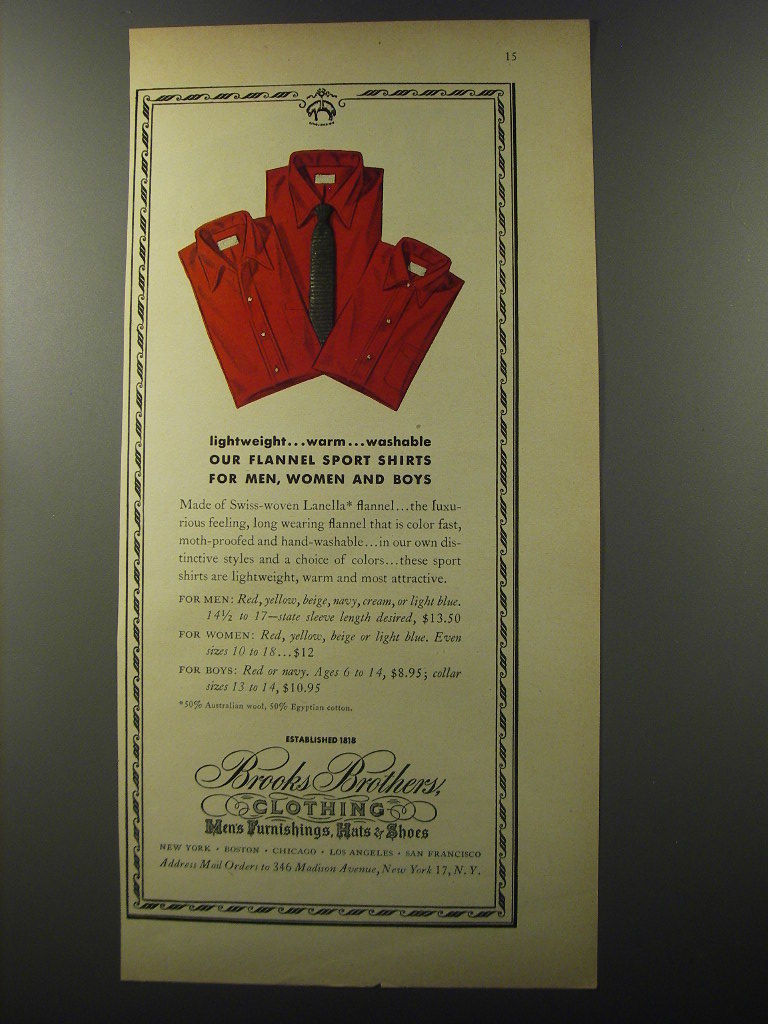 15
lightweight...warm...washable
OUR FLANNEL SPORT SHIRTS
FOR MEN, WOMEN AND BOYS
Made of Swiss-woven Lanella* flannel...the luxu-
rious feeling, long wearing flannel that is color fast,
moth-proofed and hand-washable...in our own dis-
tinctive styles and a choice of colors...these sport
shirts are lightweight, warm and most attractive.
FOR MEN: Red, yellow, beige, navy, cream, or light blue.
14½ to 17—state sleeve length desired, $13.50
FOR WOMEN: Red, yellow, beige or light blue. Even
sizes 10 to 18...$12
FOR BOYS: Red or navy. Ages 6 to 14, $8.95; collar
sizes 13 to 14, $10.95
*50% Australian wool, 50% Egyptian cotton.
ESTABLISHED 1818
Brooks Brothers,
CLOTHING
Men's Furnishings, Hats & Shoes
NEW YORK · BOSTON · CHICAGO · LOS ANGELES · SAN FRANCISCO
Address Mail Orders to 346 Madison Avenue, New York 17, N.Y.